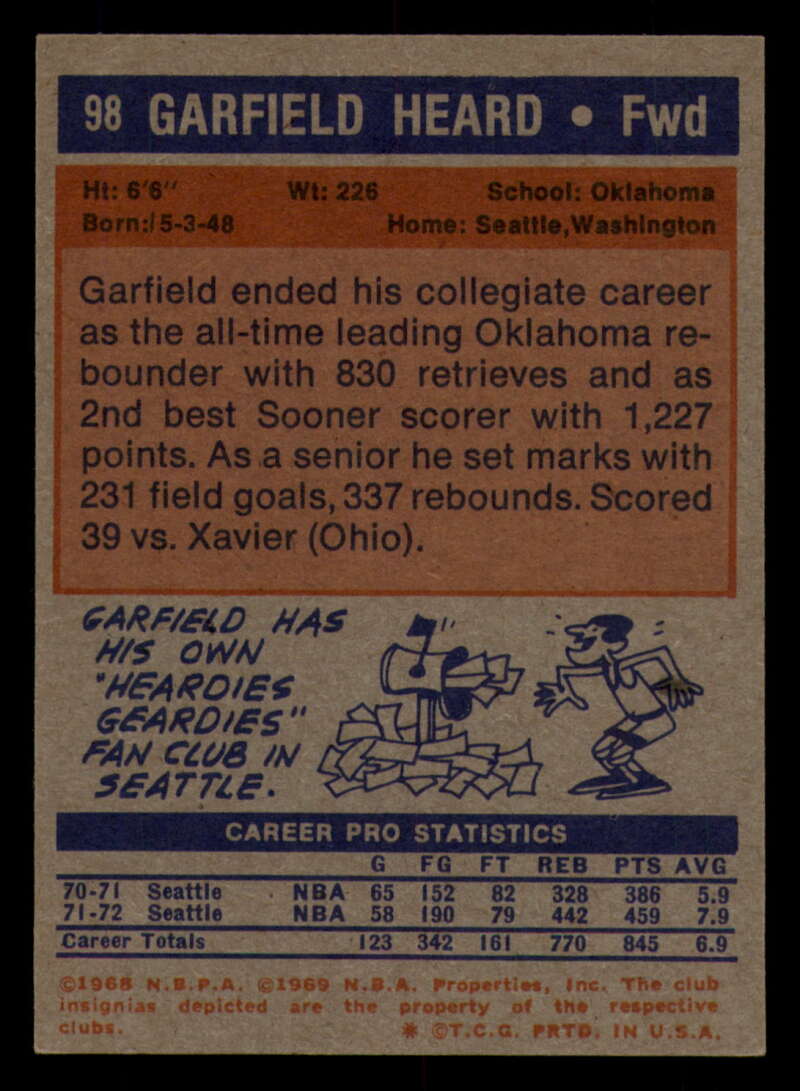 98 GARFIELD HEARD • Fwd
Ht: 6'6" Wt: 226 School: Oklahoma
Born: 5-3-48 Home: Seattle,Washington
Garfield ended his collegiate career
as the all-time leading Oklahoma re-
bounder with 830 retrieves and as
2nd best Sooner scorer with 1,227
points. As a senior he set marks with
231 field goals, 337 rebounds. Scored
39 vs. Xavier (Ohio).
GARFIELD HAS
HIS OWN
"HEARDIES
GEARDIES"
FAN CLUB IN
SEATTLE.
CAREER PRO STATISTICS
G FG FT REB PTS AVG
70-71 Seattle NBA 65 152 82 328 386 5.9
71-72 Seattle NBA 58 190 79 442 459 7.9
Career Totals 123 342 161 770 845 6.9
©1968 N.B.P.A. ©1969 N.B.A. Properties, Inc. The club
insignias depicted are the property of the respective
clubs. * ©T.C.G. PRTD. IN U.S.A.